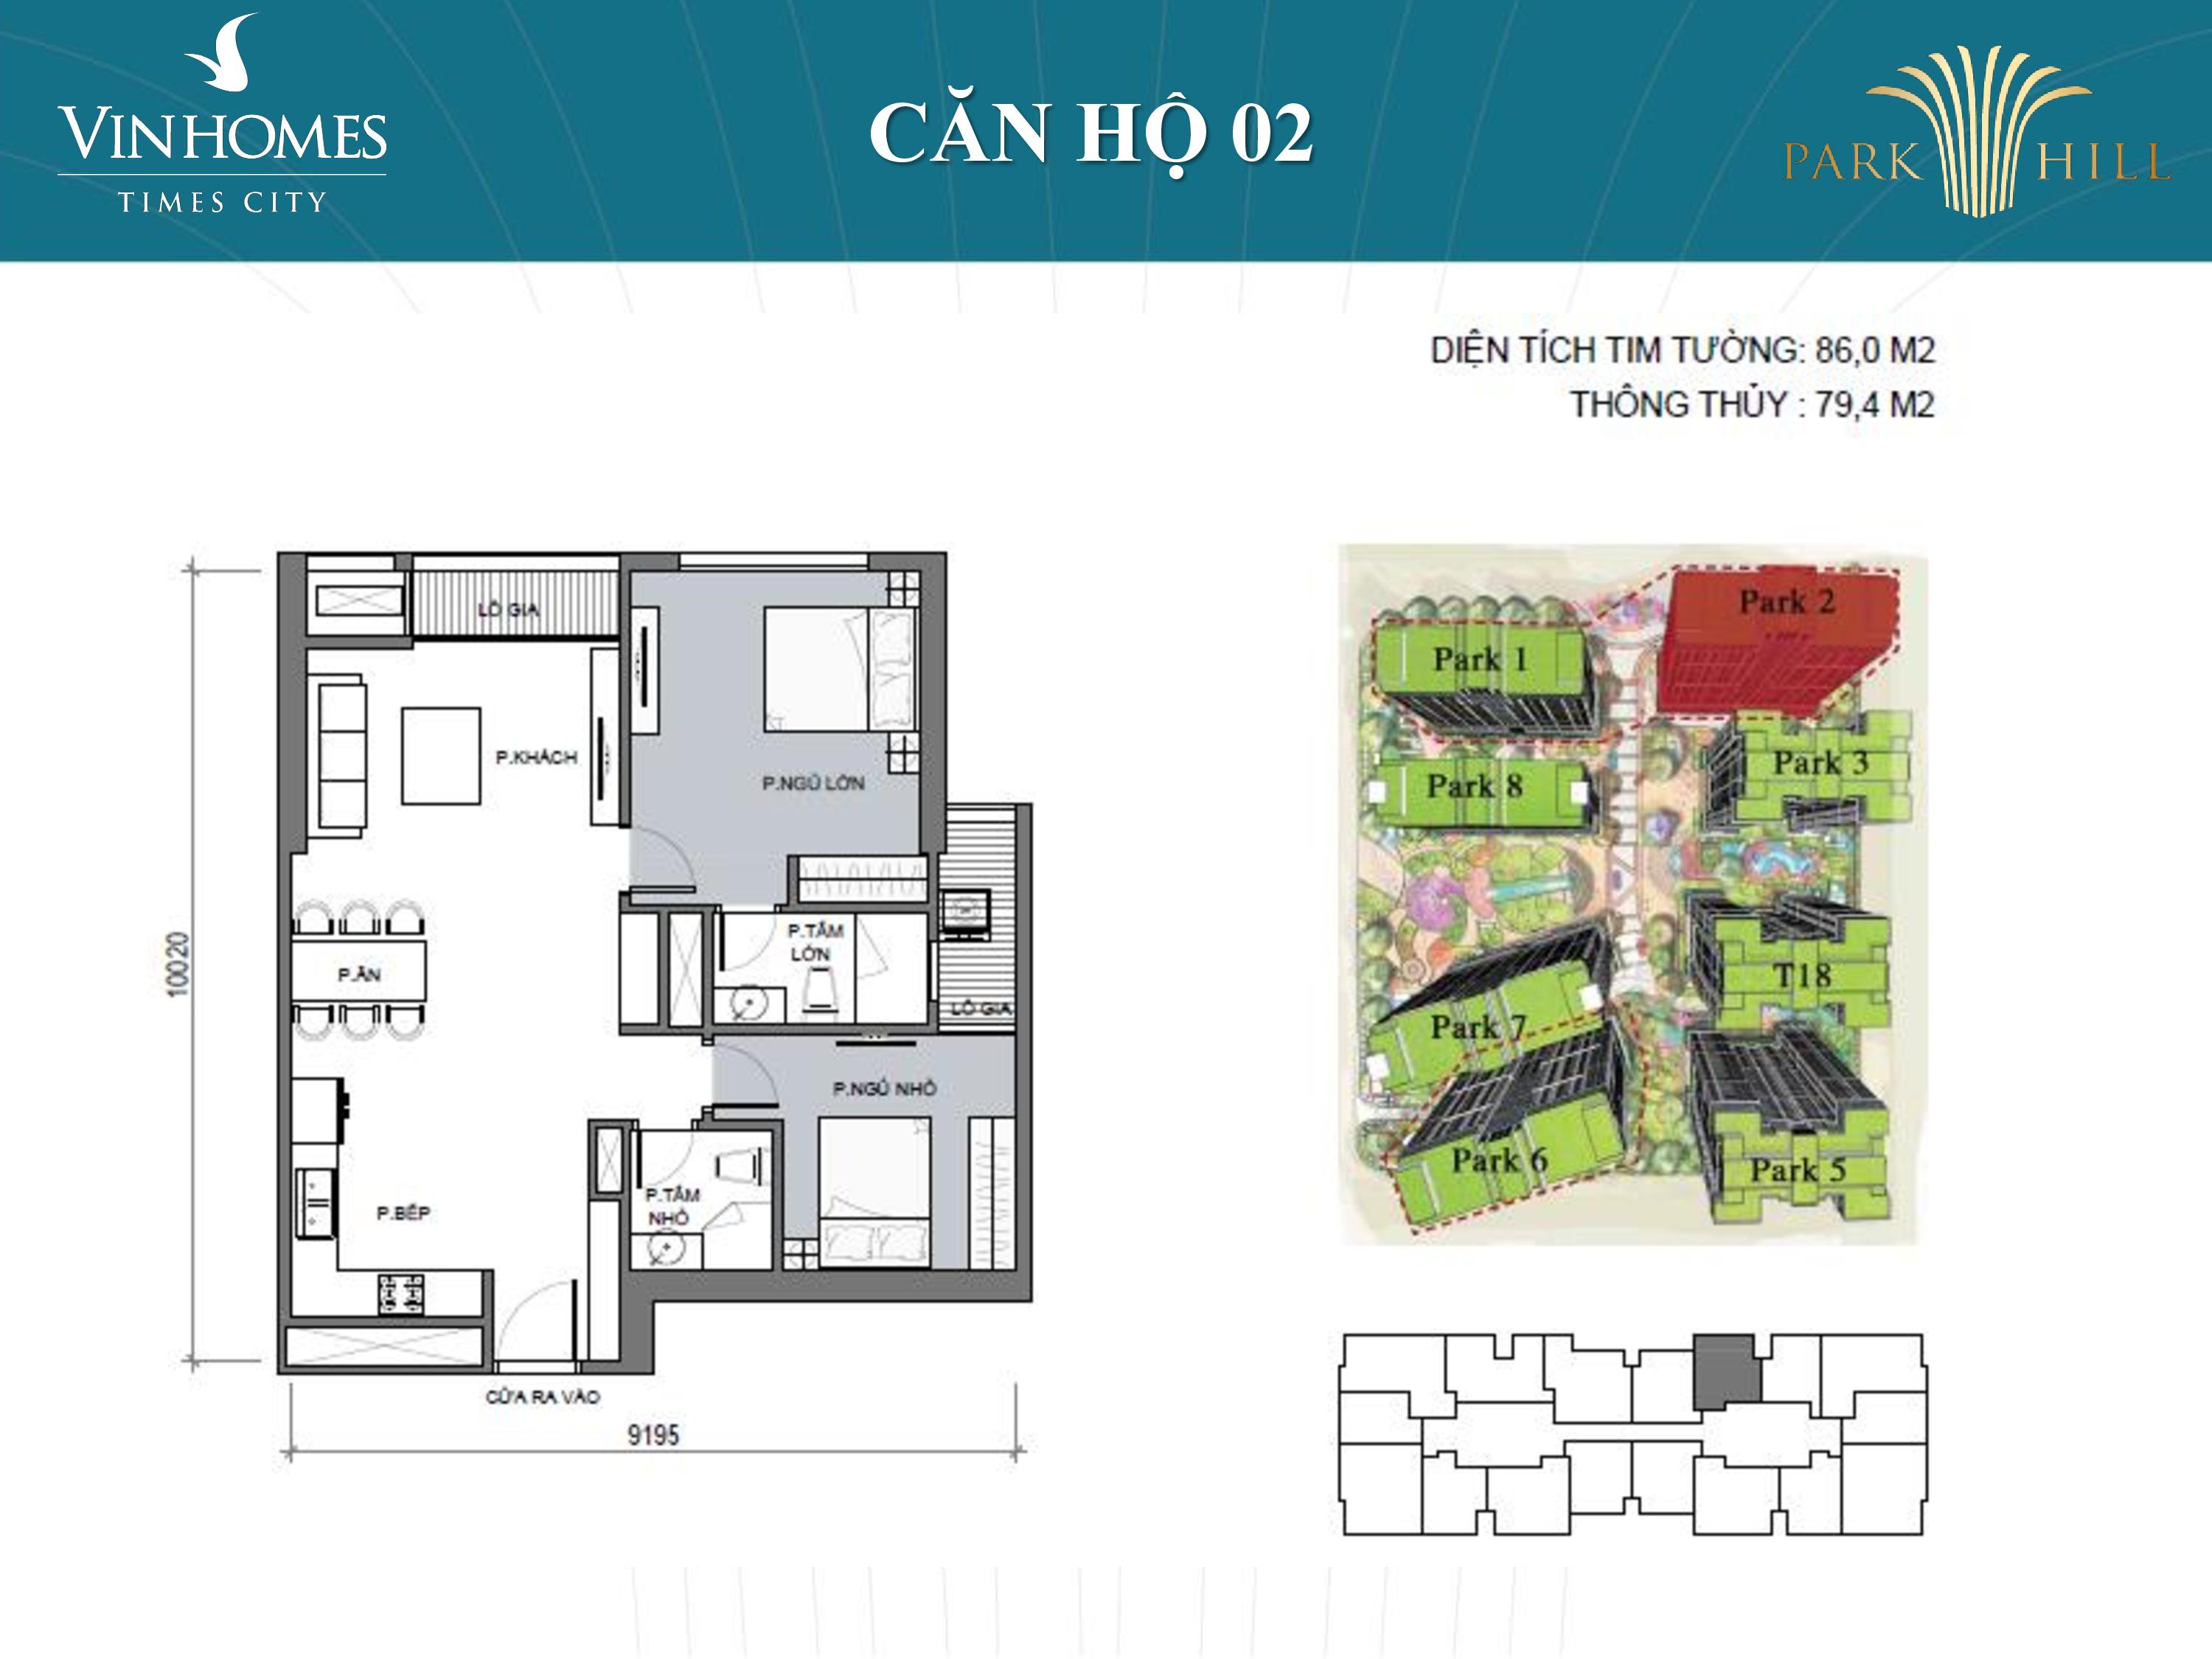 VINHOMES
TIMES CITY
CĂN HỘ 02
PARK HILL
DIỆN TÍCH TIM TƯỜNG: 86,0 M2
THÔNG THỦY : 79,4 M2
LÔ GIA
P.KHÁCH
P.NGỦ LỚN
P.TẮM
LỚN
P.ĂN
LÔ GIA
P.NGỦ NHỎ
P.TẮM
NHỎ
P.BẾP
CỬA RA VÀO
10020
9195
Park 2
Park 1
Park 3
Park 8
T18
Park 7
Park 6
Park 5